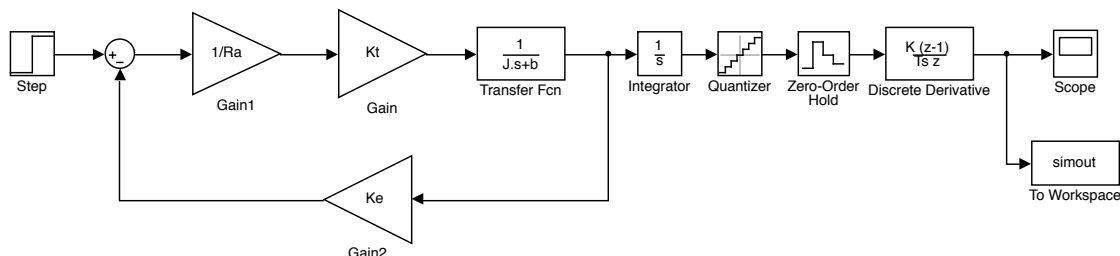 Step
+
−
1/Ra
Gain1
Kt
Gain
1
J.s+b
Transfer Fcn
1
s
Integrator
Quantizer
Zero-Order
Hold
K (z-1)
Ts z
Discrete Derivative
Scope
simout
To Workspace
Ke
Gain2